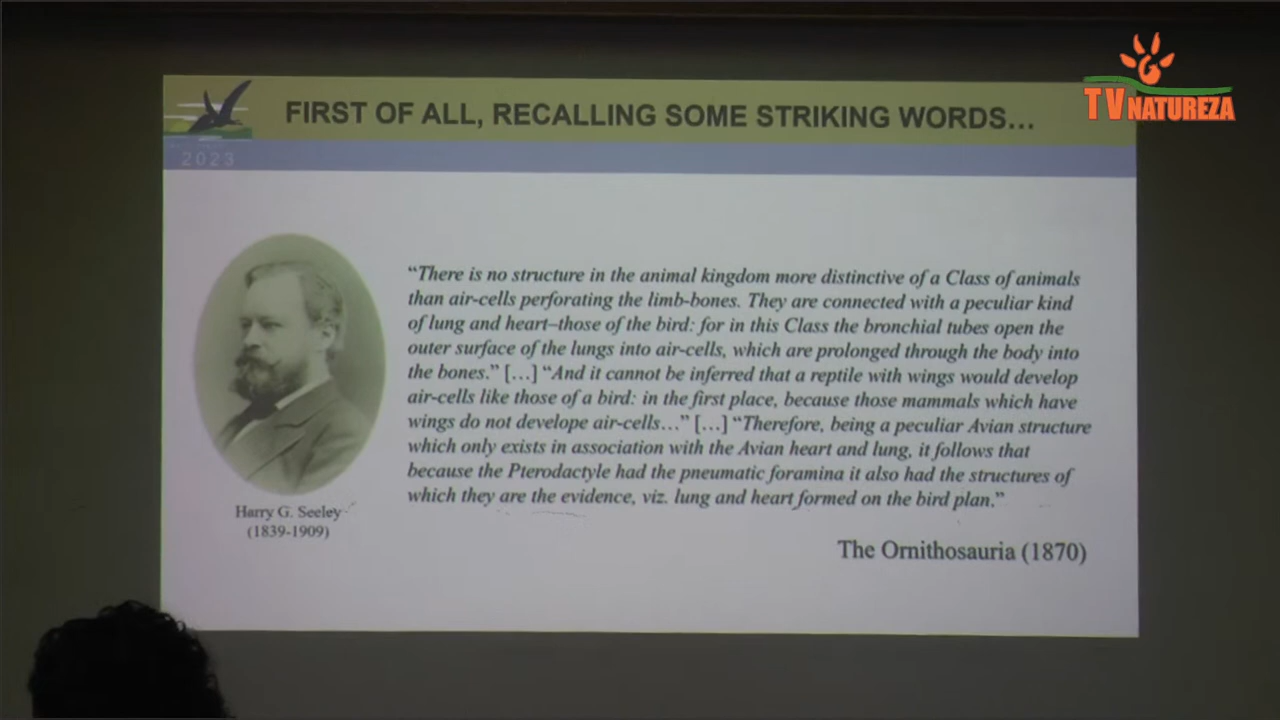 FIRST OF ALL, RECALLING SOME STRIKING WORDS...
TVNATUREZA
2023
“There is no structure in the animal kingdom more distinctive of a Class of animals
than air-cells perforating the limb-bones. They are connected with a peculiar kind
of lung and heart–those of the bird: for in this Class the bronchial tubes open the
outer surface of the lungs into air-cells, which are prolonged through the body into
the bones.” [...] “And it cannot be inferred that a reptile with wings would develop
air-cells like those of a bird: in the first place, because those mammals which have
wings do not develope air-cells...” [...] “Therefore, being a peculiar Avian structure
which only exists in association with the Avian heart and lung, it follows that
because the Pterodactyle had the pneumatic foramina it also had the structures of
which they are the evidence, viz. lung and heart formed on the bird plan.”
Harry G. Seeley
(1839-1909)
The Ornithosauria (1870)